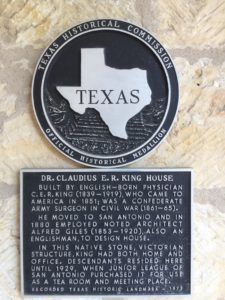 TEXAS HISTORICAL COMMISSION
TEXAS
OFFICIAL HISTORICAL MEDALLION
DR. CLAUDIUS E. R. KING HOUSE
BUILT BY ENGLISH-BORN PHYSICIAN
C. E. R. KING (1839-1919), WHO CAME TO
AMERICA IN 1851; WAS A CONFEDERATE
ARMY SURGEON IN CIVIL WAR (1861-65).
HE MOVED TO SAN ANTONIO AND IN
1880 EMPLOYED NOTED ARCHITECT
ALFRED GILES (1853-1920), ALSO AN
ENGLISHMAN, TO DESIGN HOUSE.
IN THIS NATIVE STONE, VICTORIAN
STRUCTURE, KING HAD BOTH HOME AND
OFFICE. DESCENDANTS RESIDED HERE
UNTIL 1929, WHEN JUNIOR LEAGUE OF
SAN ANTONIO PURCHASED IT FOR USE
AS A TEA ROOM AND MEETING PLACE.
RECORDED TEXAS HISTORIC LANDMARK - 1973